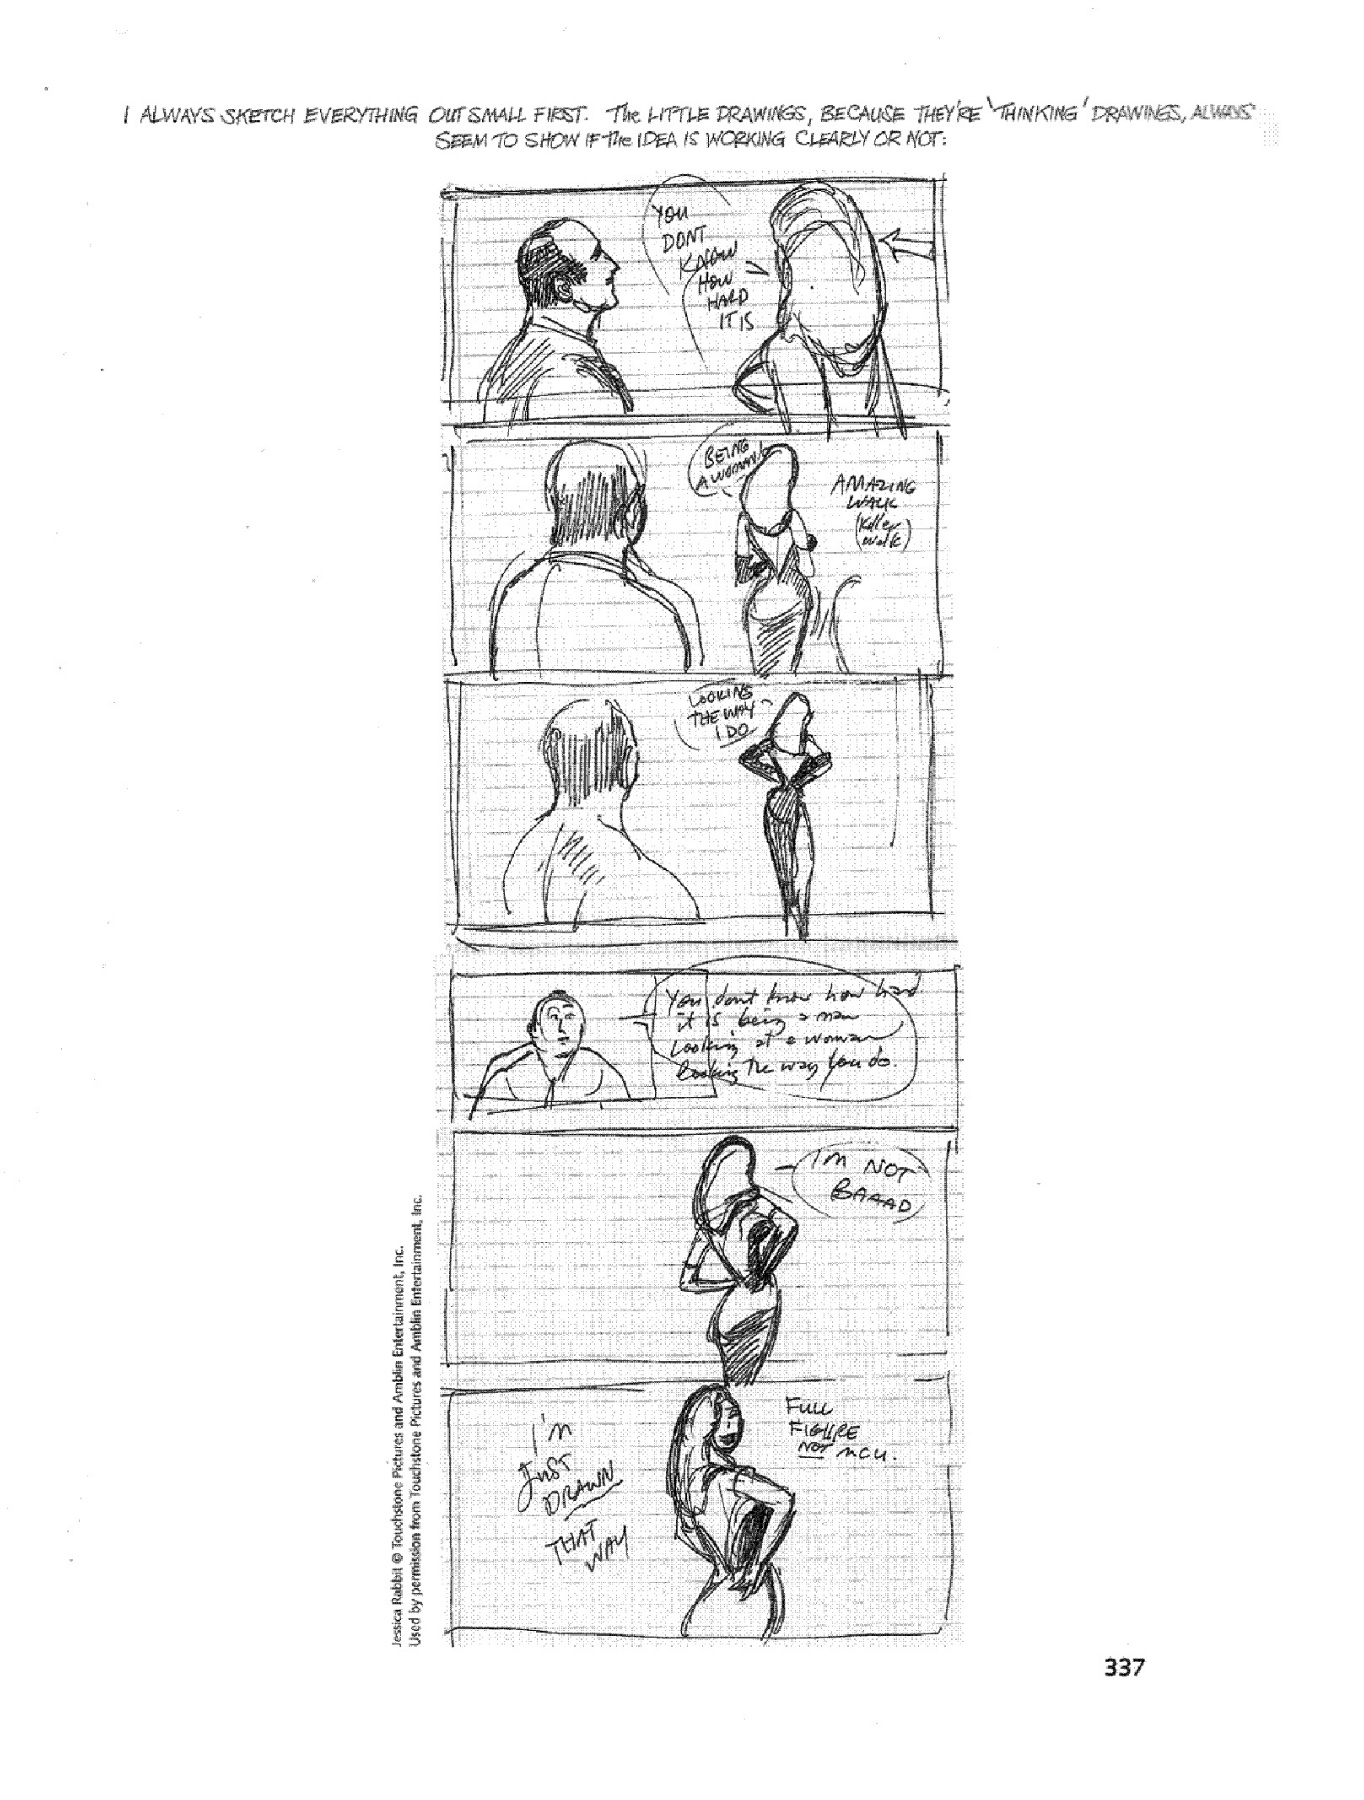 I ALWAYS SKETCH EVERYTHING OUT SMALL FIRST. The LITTLE DRAWINGS, BECAUSE THEY'RE 'THINKING' DRAWINGS, ALWAYS
SEEM TO SHOW IF The IDEA IS WORKING CLEARLY OR NOT:
YOU
DONT
KNOW
HOW
HARD
IT IS
BEING
A WOMAN
AMAZING
WALK
(Killer
walk)
LOOKING
THE WAY
I DO
You dont know how hard
it is being a man
Looking at a woman
looking the way you do.
I'M NOT
BAAAD
I'M
JUST
DRAWN
THAT
WAY
FULL
FIGURE
NOT MCU.
Jessica Rabbit © Touchstone Pictures and Amblin Entertainment, Inc.
Used by permission from Touchstone Pictures and Amblin Entertainment, Inc.
337